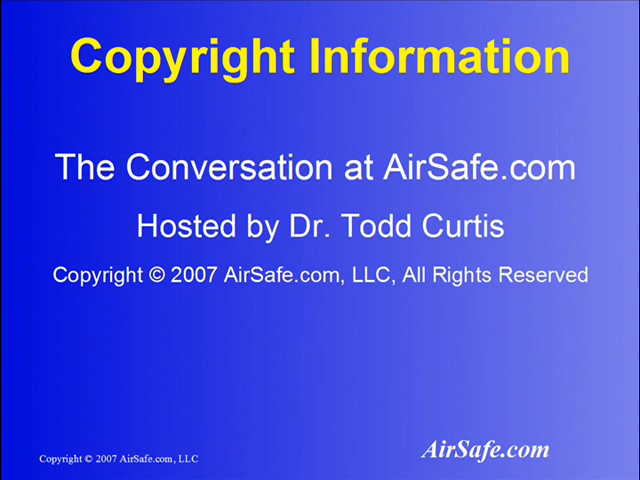 Copyright Information
The Conversation at AirSafe.com
Hosted by Dr. Todd Curtis
Copyright © 2007 AirSafe.com, LLC, All Rights Reserved
Copyright © 2007 AirSafe.com, LLC
AirSafe.com